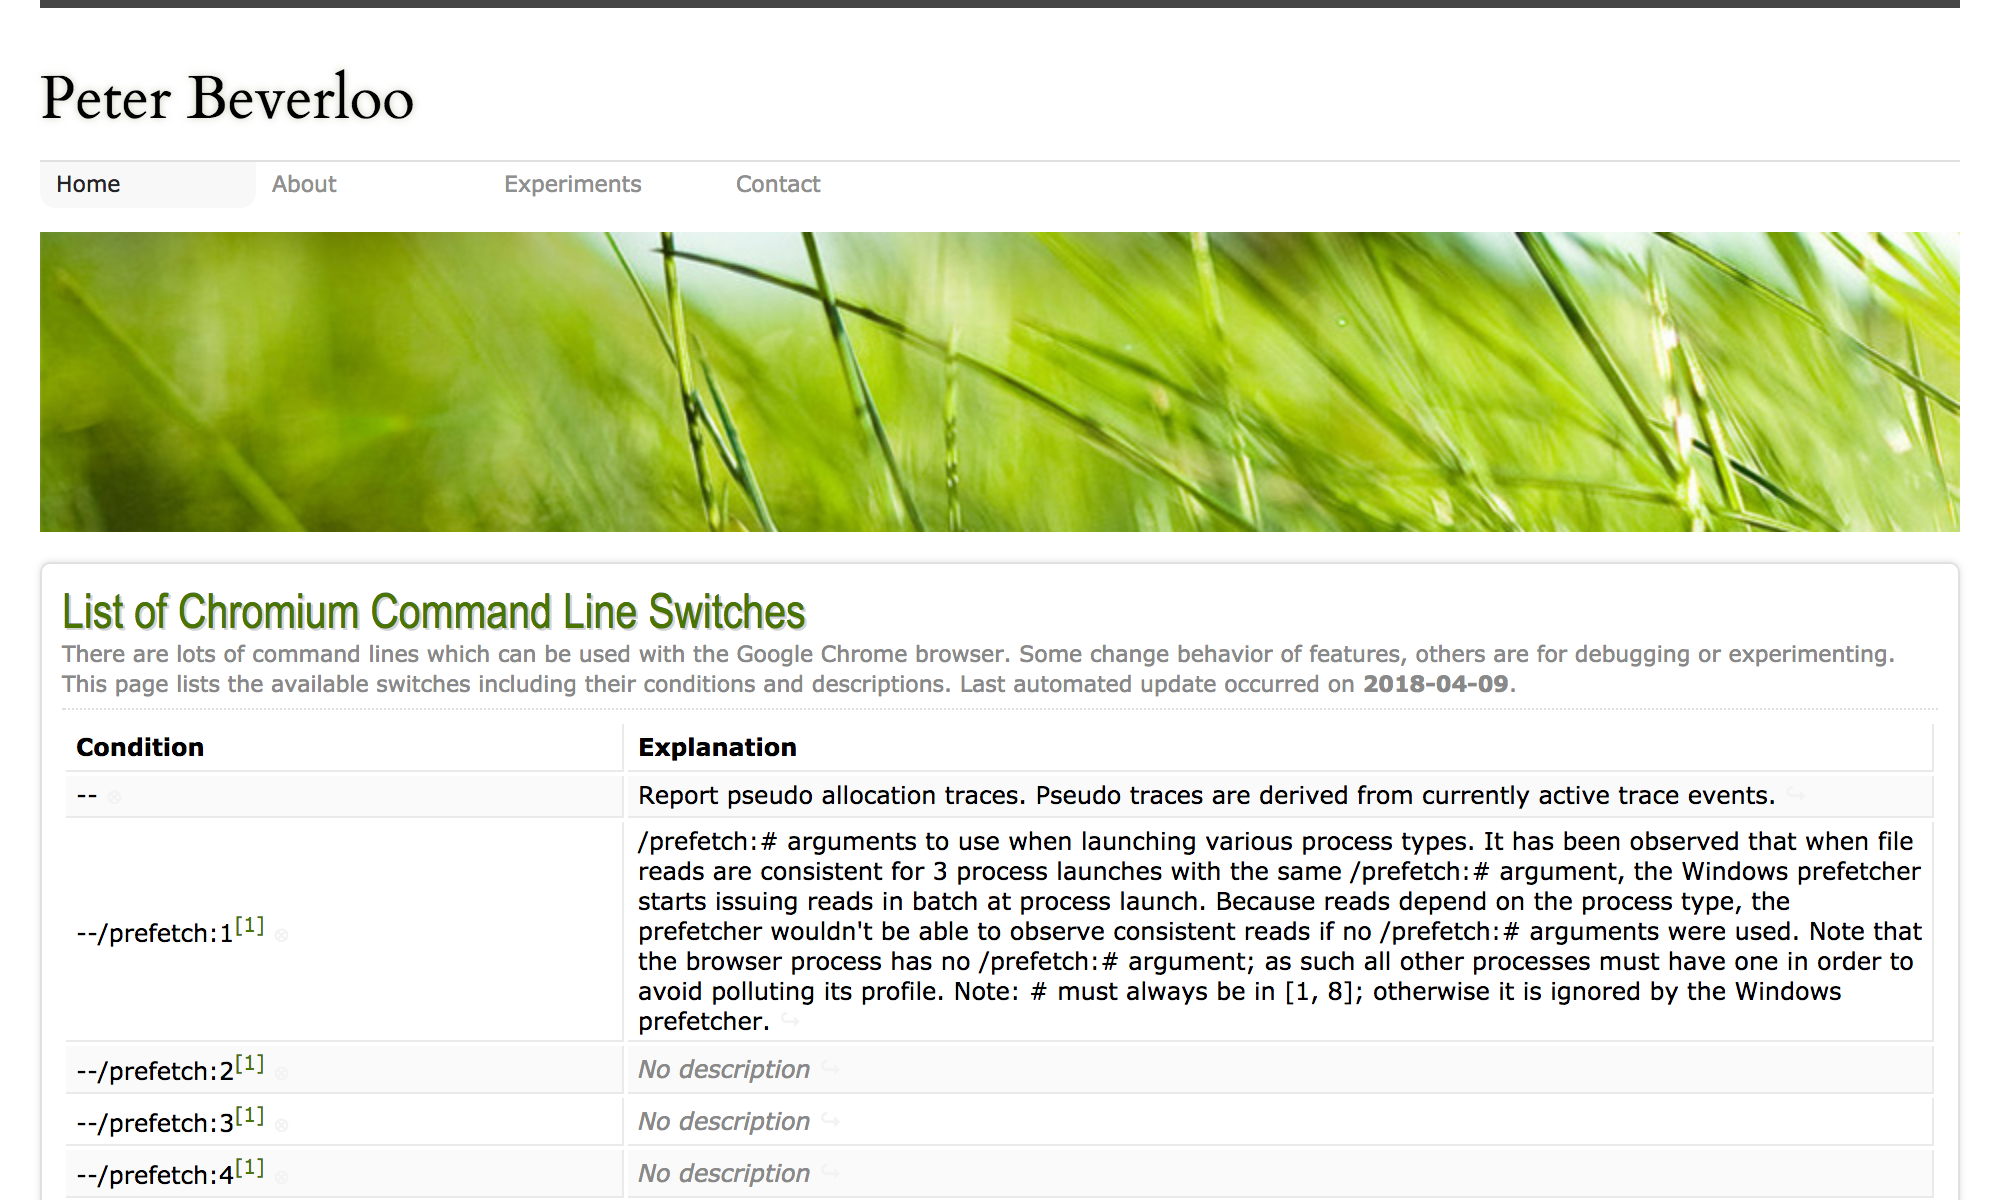 Peter Beverloo
Home About Experiments Contact
List of Chromium Command Line Switches
There are lots of command lines which can be used with the Google Chrome browser. Some change behavior of features, others are for debugging or experimenting.
This page lists the available switches including their conditions and descriptions. Last automated update occurred on 2018-04-09.
Condition Explanation
-- ⊗ Report pseudo allocation traces. Pseudo traces are derived from currently active trace events. ↪
--/prefetch:1[1] ⊗
/prefetch:# arguments to use when launching various process types. It has been observed that when file
reads are consistent for 3 process launches with the same /prefetch:# argument, the Windows prefetcher
starts issuing reads in batch at process launch. Because reads depend on the process type, the
prefetcher wouldn't be able to observe consistent reads if no /prefetch:# arguments were used. Note that
the browser process has no /prefetch:# argument; as such all other processes must have one in order to
avoid polluting its profile. Note: # must always be in [1, 8]; otherwise it is ignored by the Windows
prefetcher. ↪
--/prefetch:2[1] ⊗ No description ↪
--/prefetch:3[1] ⊗ No description ↪
--/prefetch:4[1] ⊗ No description ↪